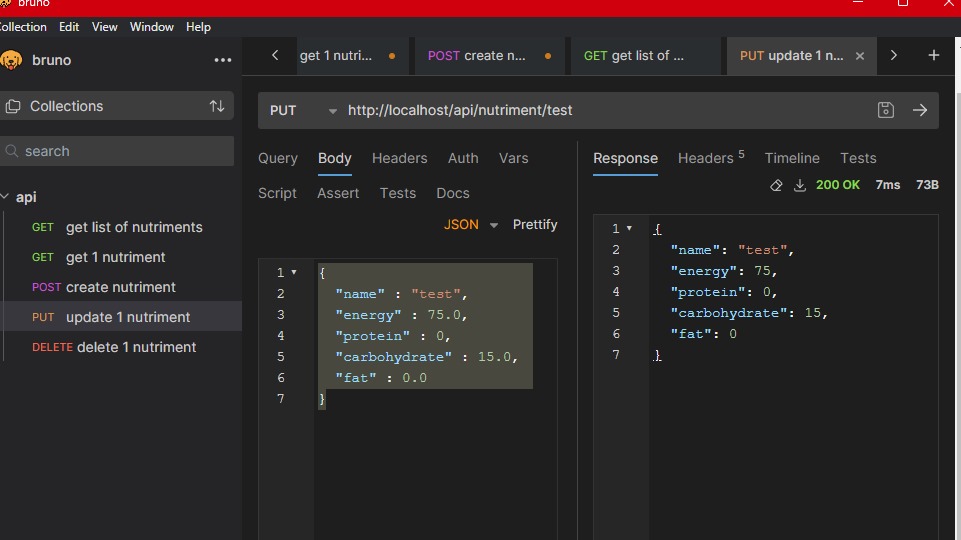 bruno
ollection Edit View Window Help
bruno ...
Collections
search
api
GET get list of nutriments
GET get 1 nutriment
POST create nutriment
PUT update 1 nutriment
DELETE delete 1 nutriment
get 1 nutri... POST create n... GET get list of ... PUT update 1 n... +
PUT http://localhost/api/nutriment/test
Query Body Headers Auth Vars
Script Assert Tests Docs
JSON Prettify
1 {
2 "name" : "test",
3 "energy" : 75.0,
4 "protein" : 0,
5 "carbohydrate" : 15.0,
6 "fat" : 0.0
7 }
Response Headers 5 Timeline Tests
200 OK 7ms 73B
1 {
2 "name": "test",
3 "energy": 75,
4 "protein": 0,
5 "carbohydrate": 15,
6 "fat": 0
7 }